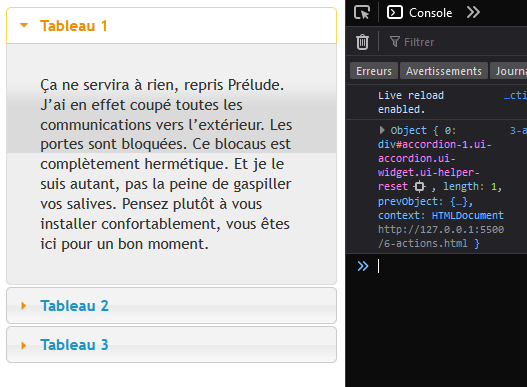 Tableau 1
Ça ne servira à rien, repris Prélude.
J’ai en effet coupé toutes les
communications vers l’extérieur. Les
portes sont bloquées. Ce blocaus est
complètement hermétique. Et je le
suis autant, pas la peine de gaspiller
vos salives. Pensez plutôt à vous
installer confortablement, vous êtes
ici pour un bon moment.
Tableau 2
Tableau 3
Console
Filtrer
Erreurs Avertissements Journa
Live reload …cti
enabled.
Object { 0: 3-a
div#accordion-1.ui-
accordion.ui-
widget.ui-helper-
reset , length: 1,
prevObject: {…},
context: HTMLDocument
http://127.0.0.1:5500
/6-actions.html }